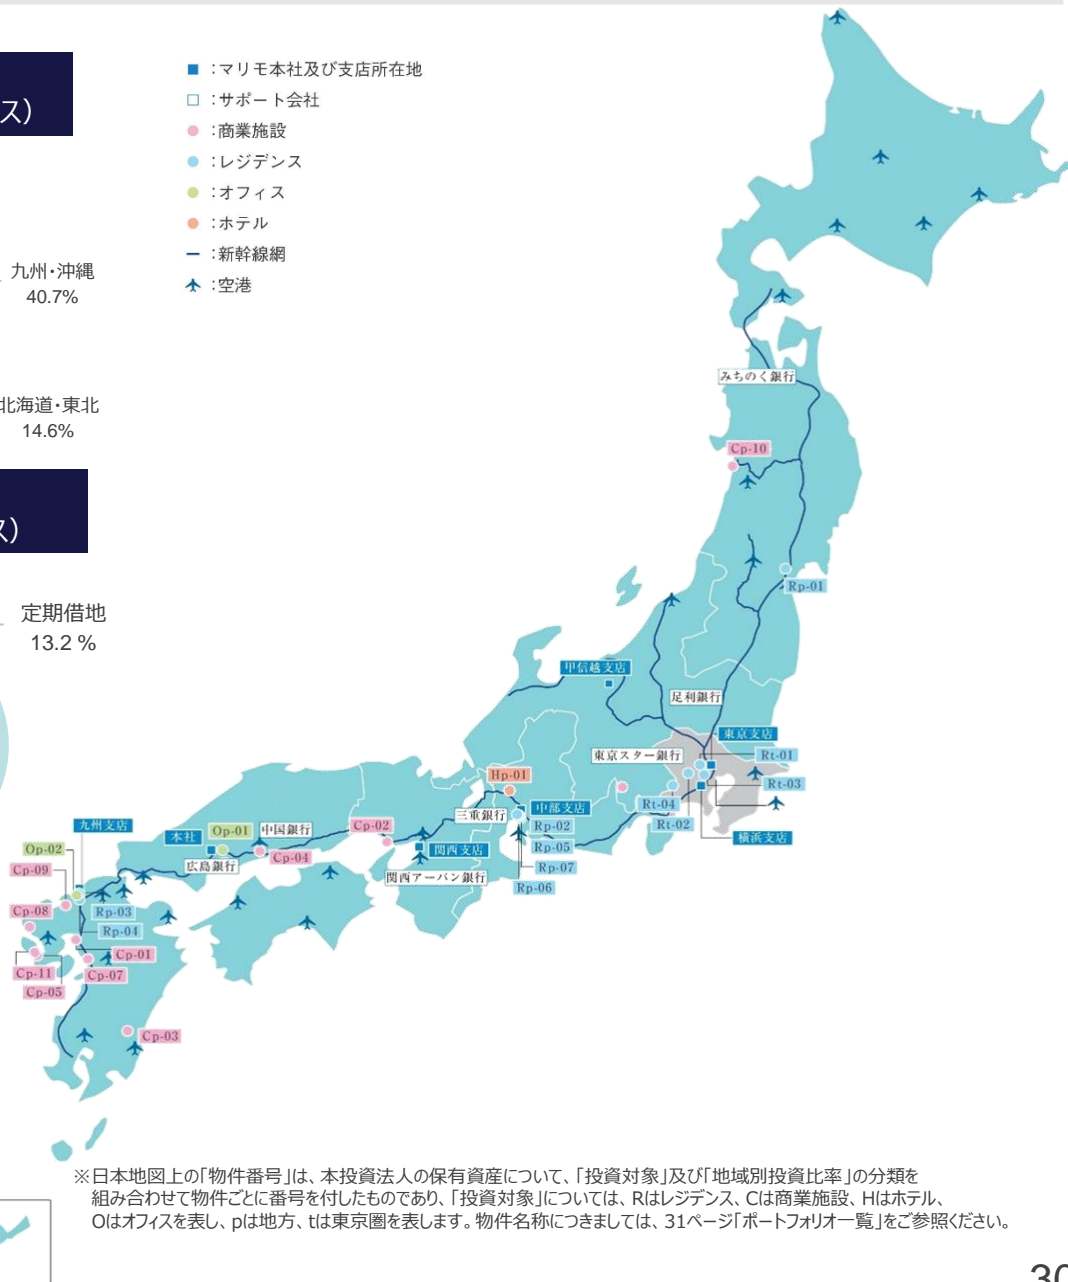 ス）
九州・沖縄
40.7%
北海道・東北
14.6%
ス）
定期借地
13.2 %
：マリモ本社及び支店所在地
：サポート会社
：商業施設
：レジデンス
：オフィス
：ホテル
：新幹線網
：空港
みちのく銀行
Cp-10
Rp-01
甲信越支店
足利銀行
東京支店
東京スター銀行
Rt-01
Hp-01
Rt-03
Rt-04
三重銀行
中部支店
Rt-02
九州支店
Cp-02
Rp-02
横浜支店
本社
Op-01
中国銀行
Rp-05
Op-02
Cp-04
関西支店
広島銀行
Rp-07
Cp-09
関西アーバン銀行
Rp-06
Cp-08
Rp-03
Rp-04
Cp-01
Cp-11
Cp-07
Cp-05
Cp-03
※日本地図上の「物件番号」は、本投資法人の保有資産について、「投資対象」及び「地域別投資比率」の分類を
組み合わせて物件ごとに番号を付したものであり、「投資対象」については、Rはレジデンス、Cは商業施設、Hはホテル、
Oはオフィスを表し、pは地方、tは東京圏を表します。物件名称につきましては、31ページ「ポートフォリオ一覧」をご参照ください。
30